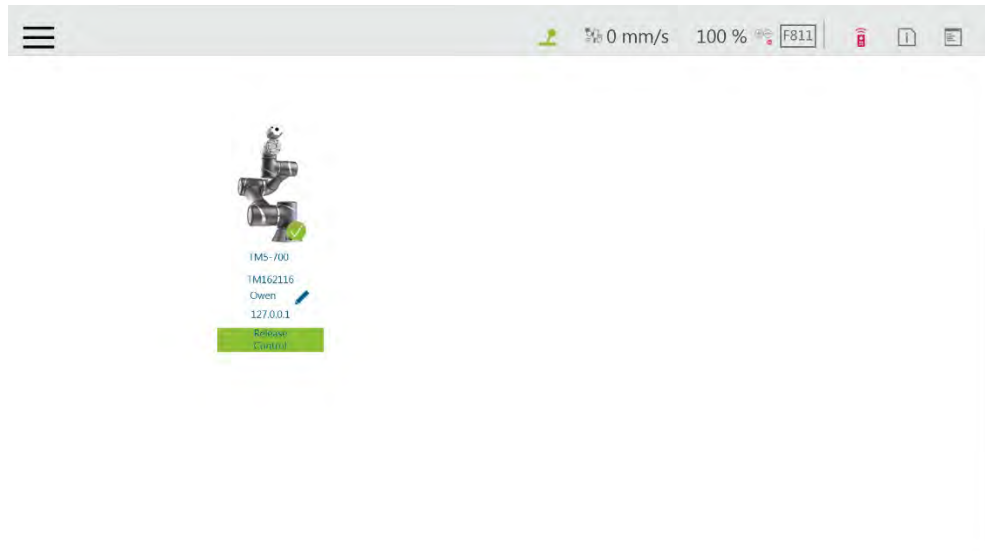 0 mm/s 100 % F811
TM5-700
TM162116
Owen
127.0.0.1
Release
Control